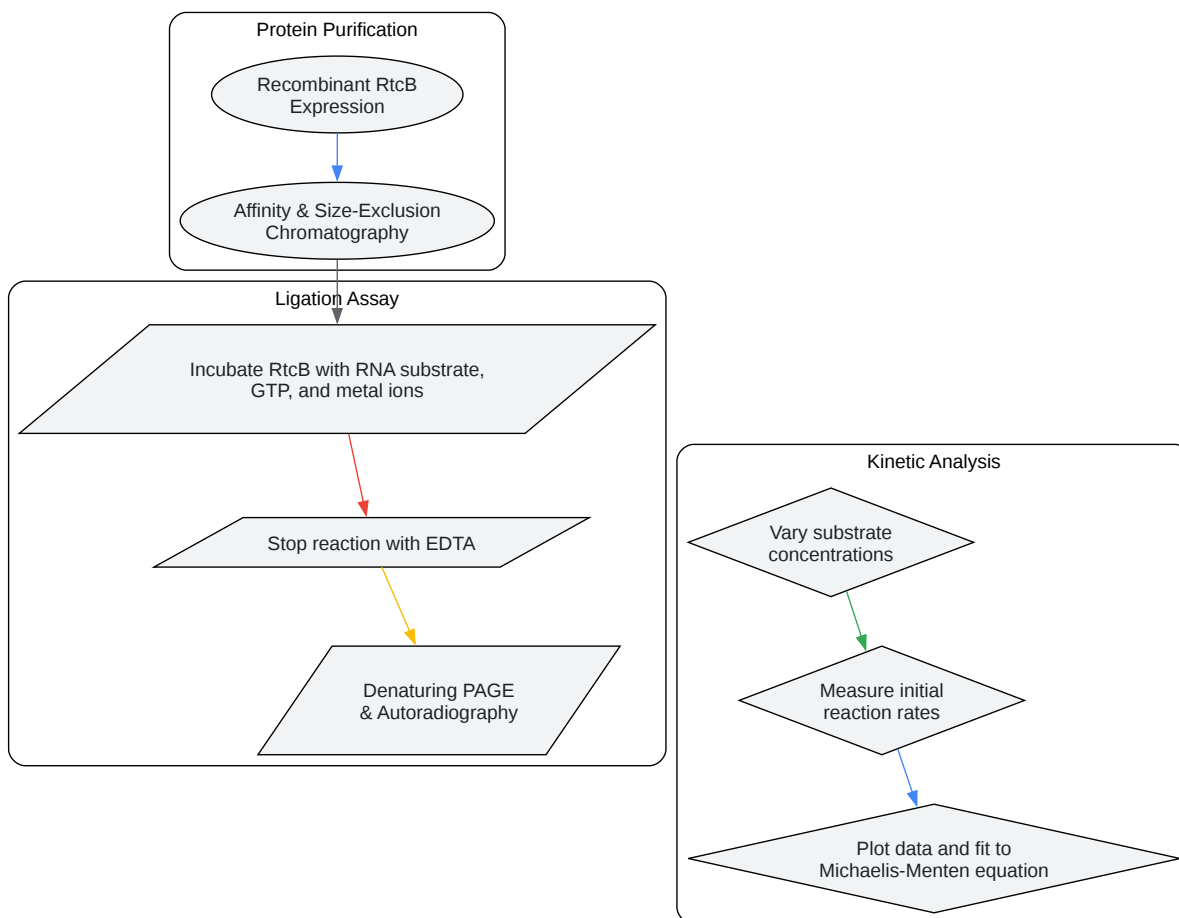 Protein Purification
Recombinant RtcB
Expression
Affinity & Size-Exclusion
Chromatography
Ligation Assay
Incubate RtcB with RNA substrate,
GTP, and metal ions
Stop reaction with EDTA
Denaturing PAGE
& Autoradiography
Kinetic Analysis
Vary substrate
concentrations
Measure initial
reaction rates
Plot data and fit to
Michaelis-Menten equation